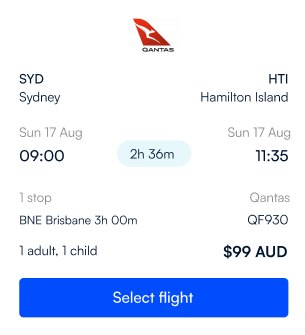 QANTAS
SYD HTI
Sydney Hamilton Island
Sun 17 Aug Sun 17 Aug
09:00 2h 36m 11:35
1 stop Qantas
BNE Brisbane 3h 00m QF930
1 adult, 1 child $99 AUD
Select flight